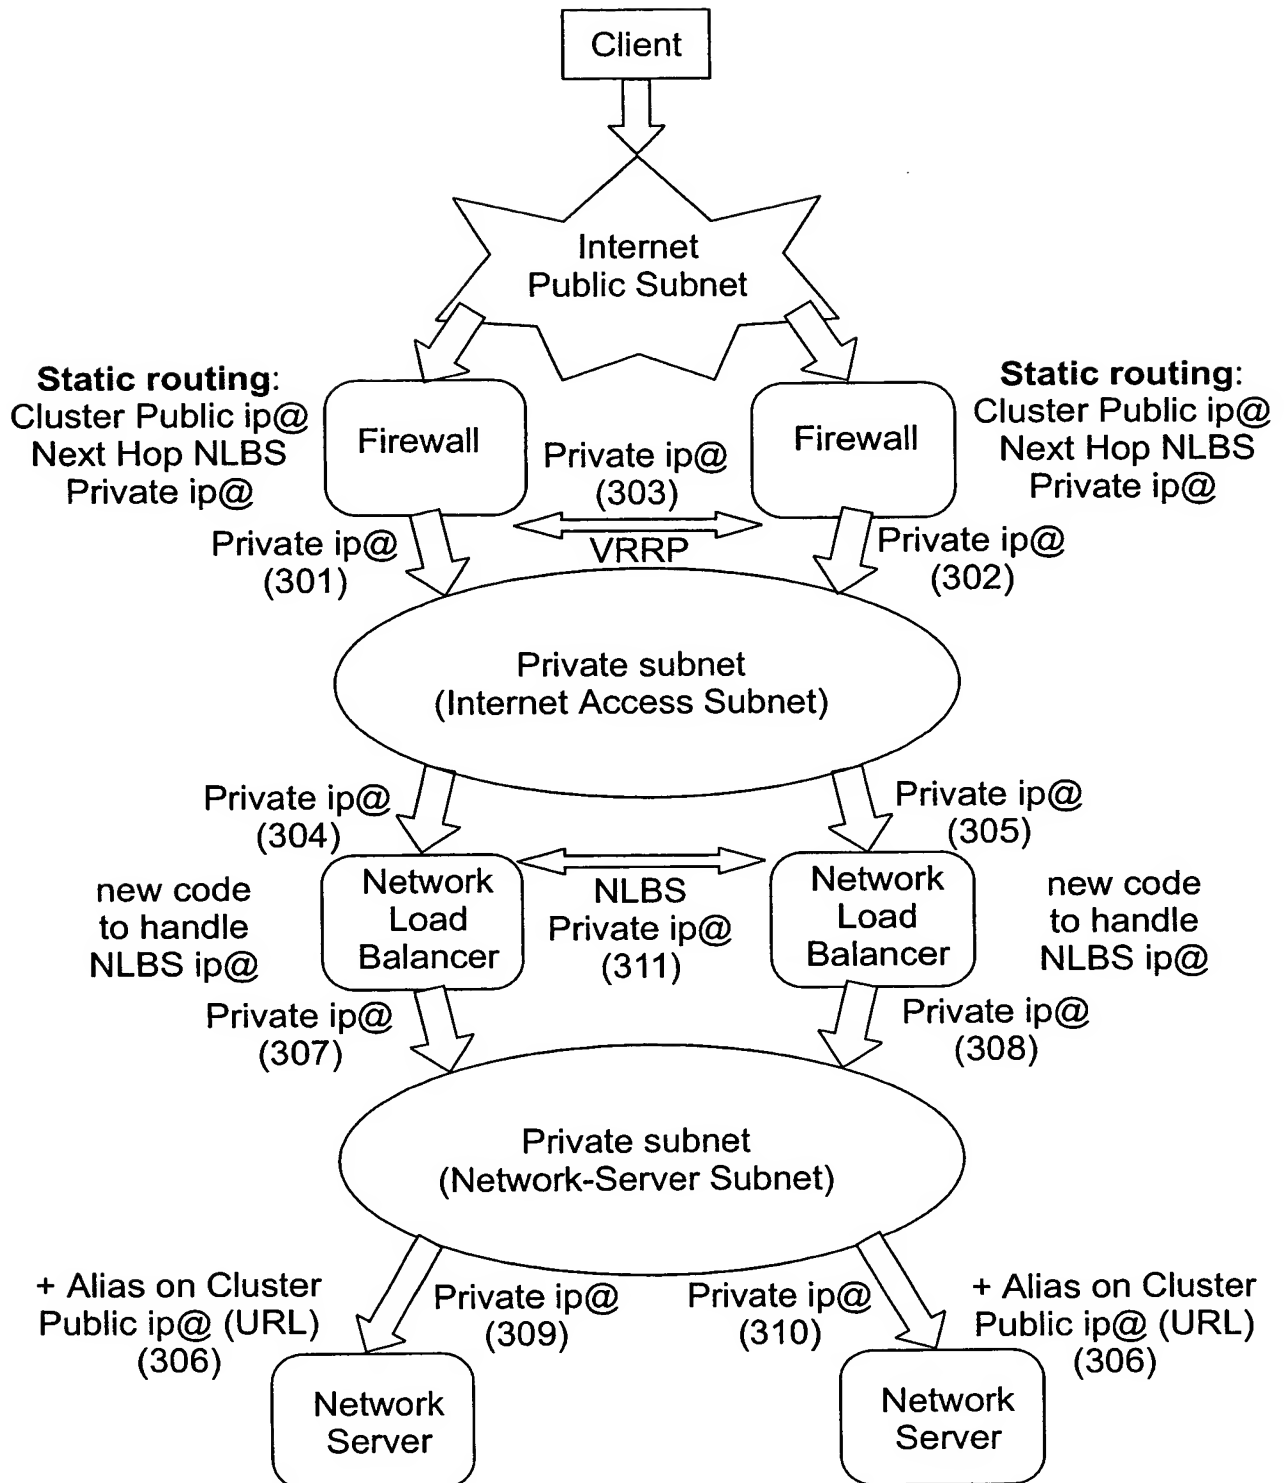 Client
Internet
Public Subnet
Static routing:
Cluster Public ip@
Next Hop NLBS
Private ip@
Firewall
Private ip@
(303)
VRRP
Firewall
Static routing:
Cluster Public ip@
Next Hop NLBS
Private ip@
Private ip@
(301)
Private ip@
(302)
Private subnet
(Internet Access Subnet)
Private ip@
(304)
Private ip@
(305)
new code
to handle
NLBS ip@
Network
Load
Balancer
NLBS
Private ip@
(311)
Network
Load
Balancer
new code
to handle
NLBS ip@
Private ip@
(307)
Private ip@
(308)
Private subnet
(Network-Server Subnet)
+ Alias on Cluster
Public ip@ (URL)
(306)
Private ip@
(309)
Private ip@
(310)
+ Alias on Cluster
Public ip@ (URL)
(306)
Network
Server
Network
Server